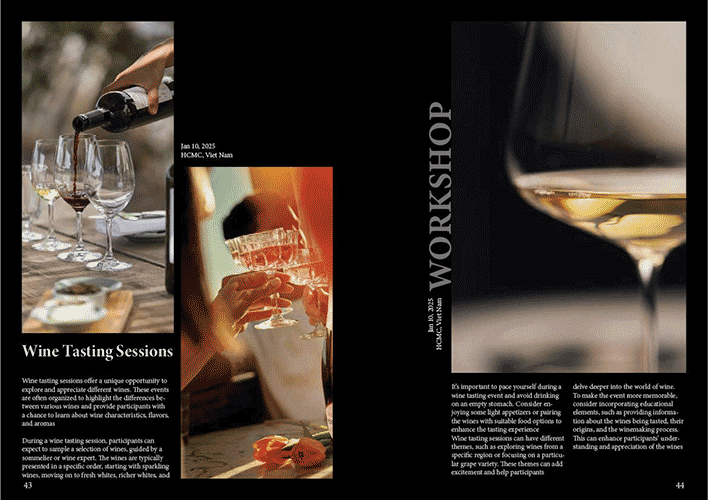 Jan 10, 2025
HCMC, Viet Nam
Wine Tasting Sessions
Wine tasting sessions offer a unique opportunity to
explore and appreciate different wines. These events
are often organized to highlight the differences be-
tween various wines and provide participants with
a chance to learn about wine characteristics, flavors,
and aromas
During a wine tasting session, participants can
expect to sample a selection of wines, guided by a
sommelier or wine expert. The wines are typically
presented in a specific order, starting with sparkling
wines, moving on to fresh whites, richer whites, and
43
WORKSHOP
Jan 10, 2025
HCMC, Viet Nam
It's important to pace yourself during a
wine tasting event and avoid drinking
on an empty stomach. Consider en-
joying some light appetizers or pairing
the wines with suitable food options to
enhance the tasting experience
Wine tasting sessions can have different
themes, such as exploring wines from a
specific region or focusing on a particu-
lar grape variety. These themes can add
excitement and help participants
delve deeper into the world of wine.
To make the event more memorable,
consider incorporating educational
elements, such as providing informa-
tion about the wines being tasted, their
origins, and the winemaking process.
This can enhance participants' under-
standing and appreciation of the wines
44